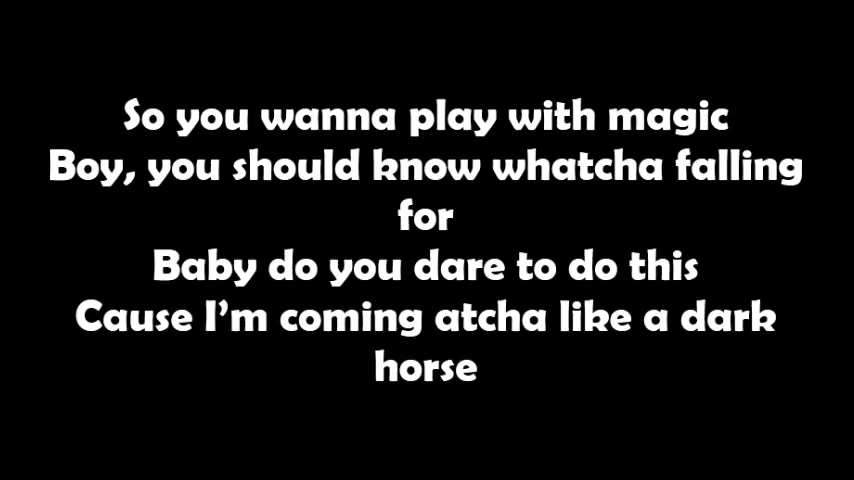 So you wanna play with magic
Boy, you should know whatcha falling
for
Baby do you dare to do this
Cause I’m coming atcha like a dark
horse